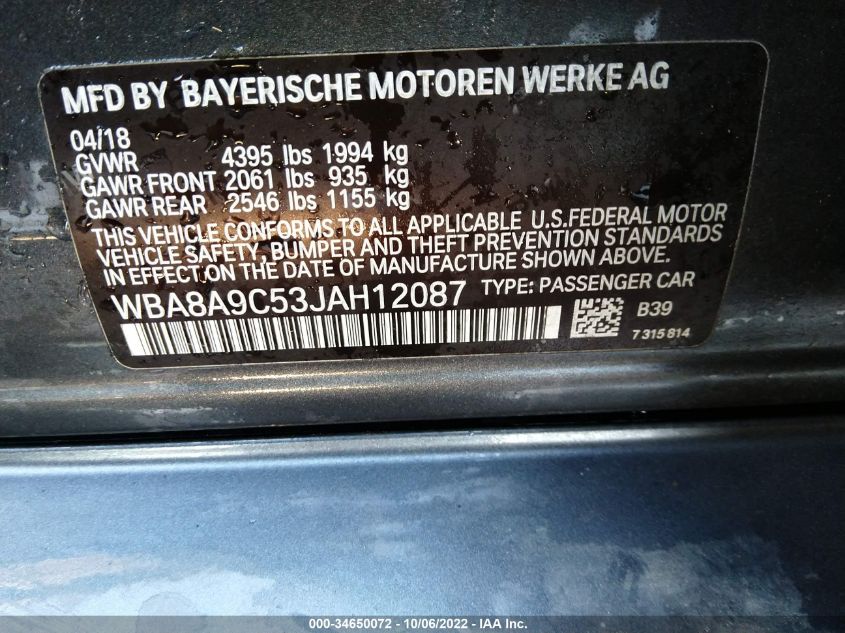 MFD BY BAYERISCHE MOTOREN WERKE AG
04/18
GVWR 4395 lbs 1994 kg
GAWR FRONT 2061 lbs 935 kg
GAWR REAR 2546 lbs 1155 kg
THIS VEHICLE CONFORMS TO ALL APPLICABLE U.S.FEDERAL MOTOR
VEHICLE SAFETY, BUMPER AND THEFT PREVENTION STANDARDS
IN EFFECT ON THE DATE OF MANUFACTURE SHOWN ABOVE.
WBA8A9C53JAH12087 TYPE: PASSENGER CAR
B39
7 315 814
000-34650072 - 10/06/2022 - IAA Inc.